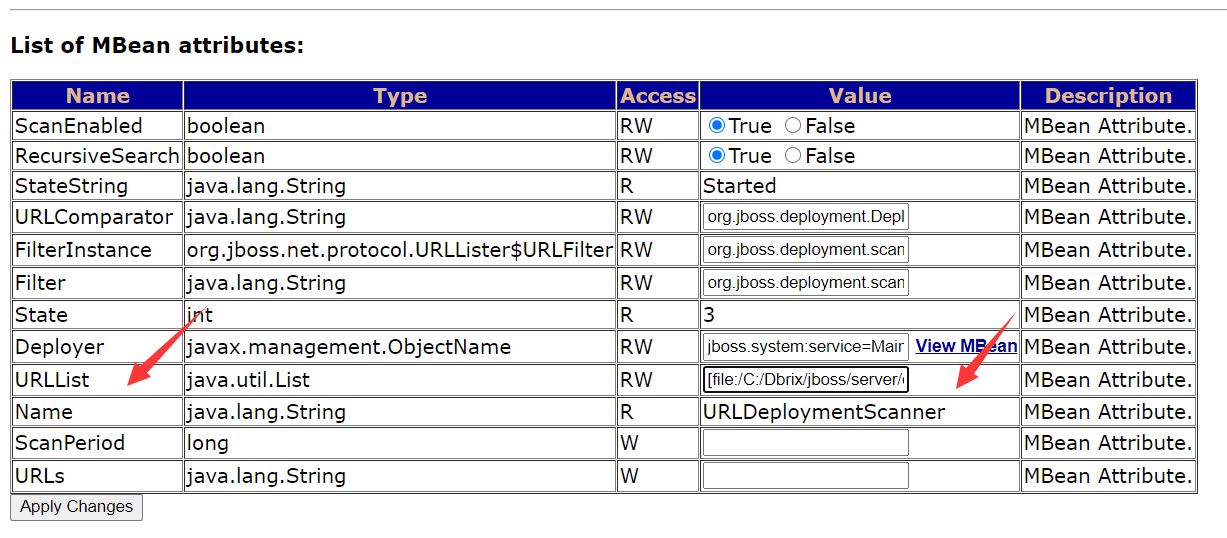 List of MBean attributes:
Name Type Access Value Description
ScanEnabled boolean RW True False MBean Attribute.
RecursiveSearch boolean RW True False MBean Attribute.
StateString java.lang.String R Started MBean Attribute.
URLComparator java.lang.String RW org.jboss.deployment.Depl MBean Attribute.
FilterInstance org.jboss.net.protocol.URLLister$URLFilter RW org.jboss.deployment.scan MBean Attribute.
Filter java.lang.String RW org.jboss.deployment.scan MBean Attribute.
State int R 3 MBean Attribute.
Deployer javax.management.ObjectName RW jboss.system:service=Mair View MBean MBean Attribute.
URLList java.util.List RW [file:/C:/Dbrix/jboss/server/ MBean Attribute.
Name java.lang.String R URLDeploymentScanner MBean Attribute.
ScanPeriod long W MBean Attribute.
URLs java.lang.String W MBean Attribute.
Apply Changes